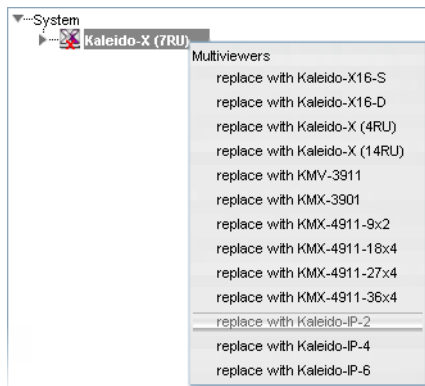 System
Kaleido-X (7RU)
Multiviewers
replace with Kaleido-X16-S
replace with Kaleido-X16-D
replace with Kaleido-X (4RU)
replace with Kaleido-X (14RU)
replace with KMV-3911
replace with KMX-3901
replace with KMX-4911-9x2
replace with KMX-4911-18x4
replace with KMX-4911-27x4
replace with KMX-4911-36x4
replace with Kaleido-IP-2
replace with Kaleido-IP-4
replace with Kaleido-IP-6